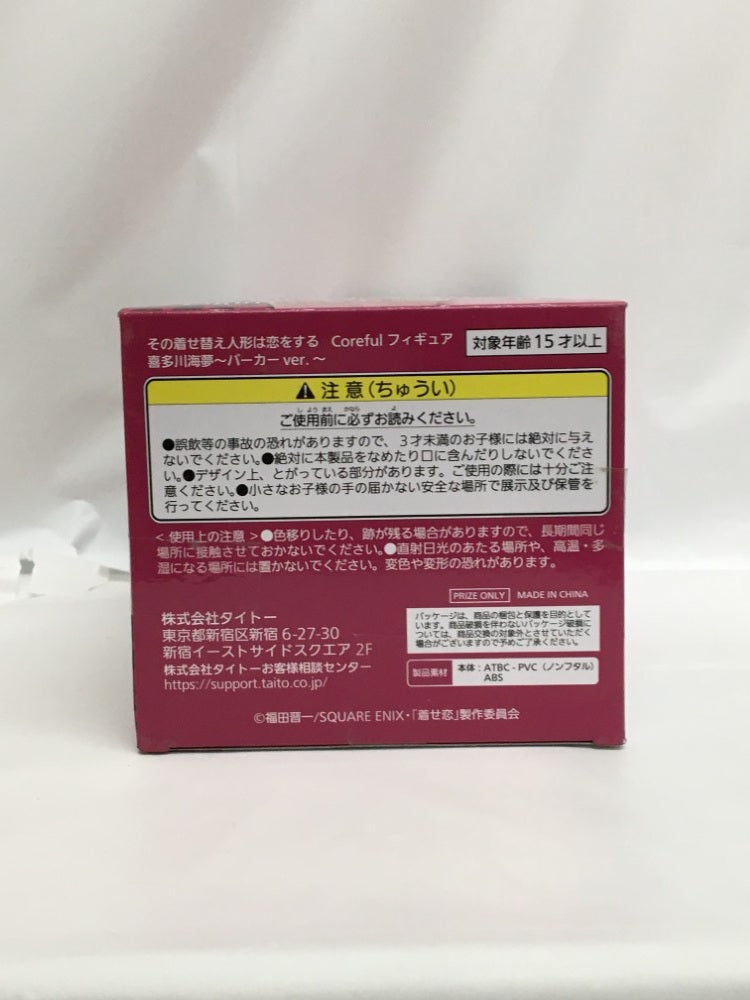 その着せ替え人形は恋をする Coreful フィギュア
喜多川海夢〜パーカー ver. 〜
対象年齢15才以上
注意(ちゅうい)
ご使用前に必ずお読みください。
●誤飲等の事故の恐れがありますので、3才未満のお子様には絶対に与え
ないでください。●絶対に本製品をなめたり口に含んだりしないでくださ
い。●デザイン上、とがっている部分があります。ご使用の際には十分ご注
意ください。●小さなお子様の手の届かない安全な場所で展示及び保管を
行ってください。
< 使用上の注意 >●色移りしたり、跡が残る場合がありますので、長期間同じ
場所に接触させておかないでください。●直射日光のあたる場所や、高温・多
湿になる場所には置かないでください。変色や変形の恐れがあります。
PRIZE ONLY MADE IN CHINA
株式会社タイトー
東京都新宿区新宿 6-27-30
新宿イーストサイドスクエア 2F
株式会社タイトーお客様相談センター
https://support.taito.co.jp/
パッケージは、商品の梱包と保護を目的として
います。商品破損を伴わないパッケージ破損に
ついては、商品交換の対象外とさせていただく
場合がございますので予めご了承ください。
製品素材 本体:ATBC-PVC(ノンフタル)
ABS
©福田晋一/SQUARE ENIX・「着せ恋」製作委員会